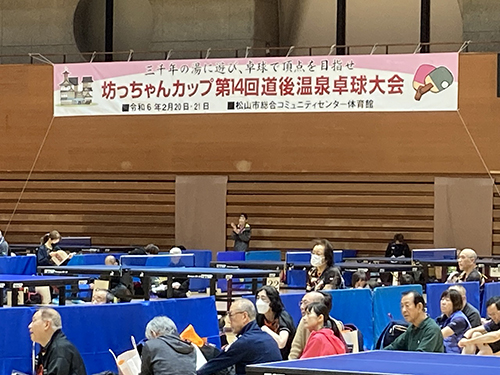 三千年の湯に遊び、卓球で頂点を目指せ
坊っちゃんカップ第14回道後温泉卓球大会
■令和6年2月20日・21日 ■松山市総合コミュニティセンター体育館